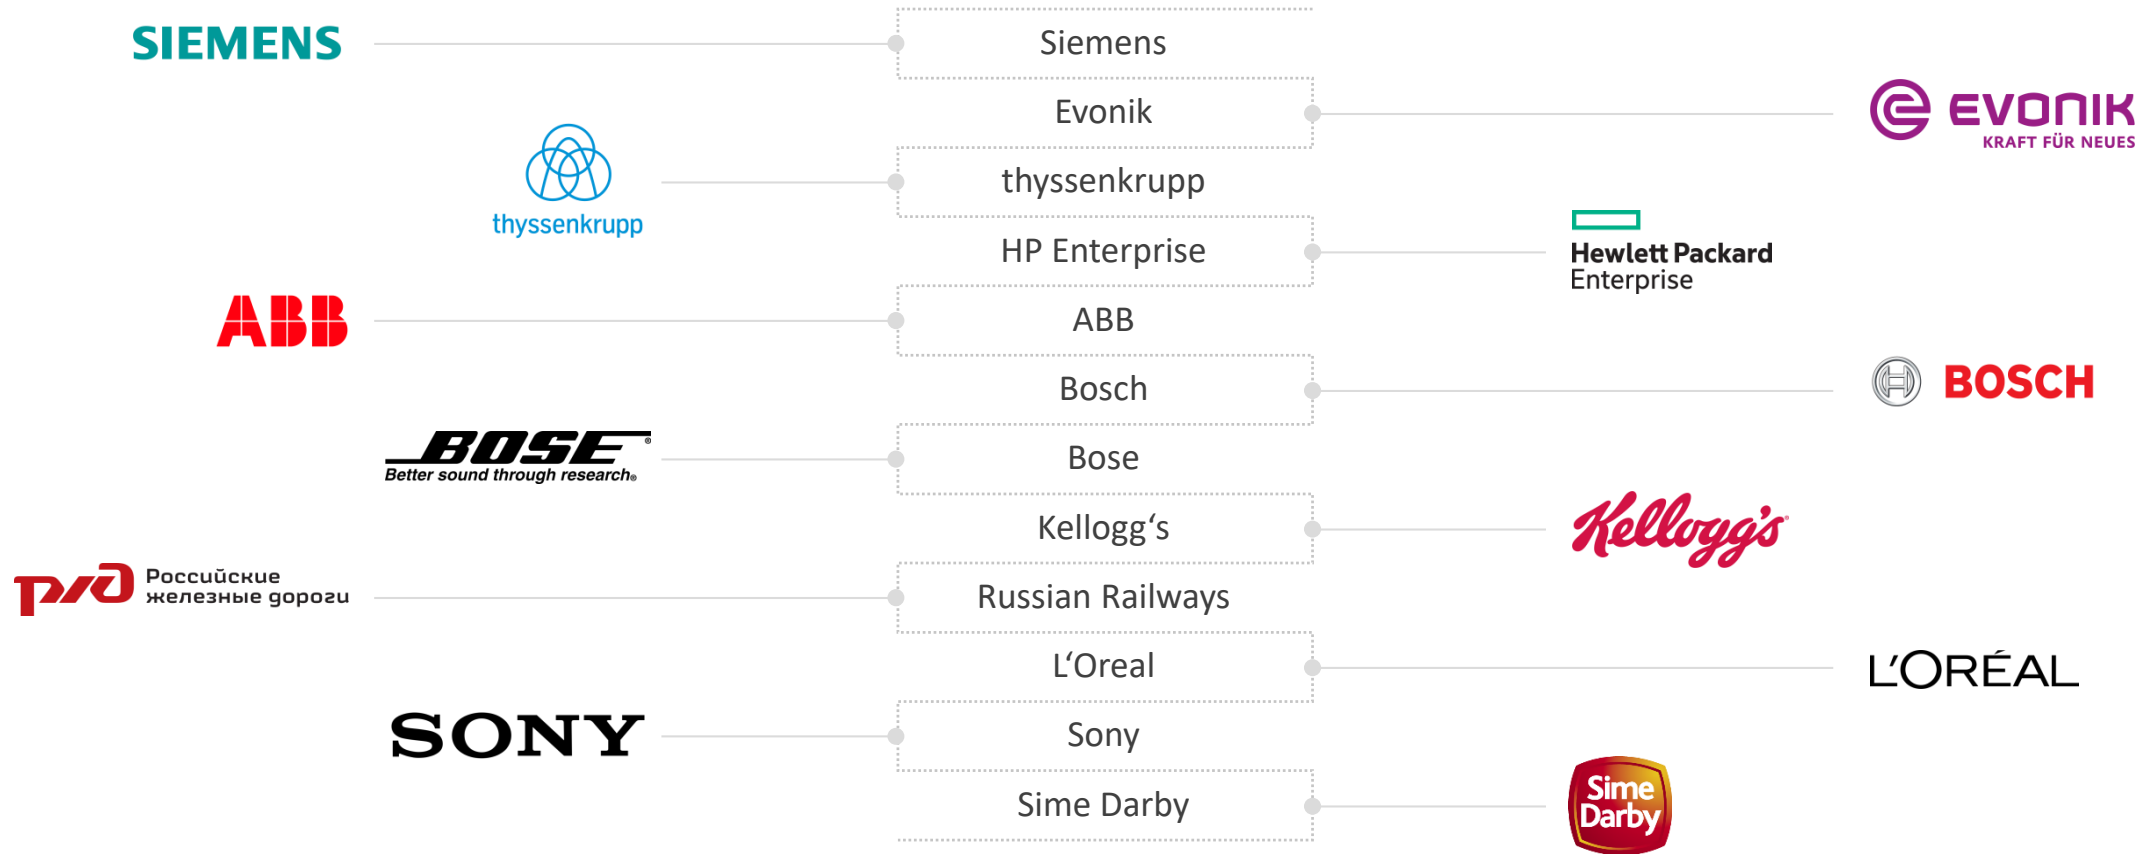 SIEMENS
Siemens
Evonik
EVONIK
KRAFT FÜR NEUES
thyssenkrupp
thyssenkrupp
HP Enterprise
Hewlett Packard
Enterprise
ABB
ABB
Bosch
BOSCH
BOSE
Better sound through research®
Bose
Kellogg‘s
Kellogg's
ржд Российские
железные дороги
Russian Railways
L‘Oreal
L'ORÉAL
SONY
Sony
Sime Darby
Sime
Darby